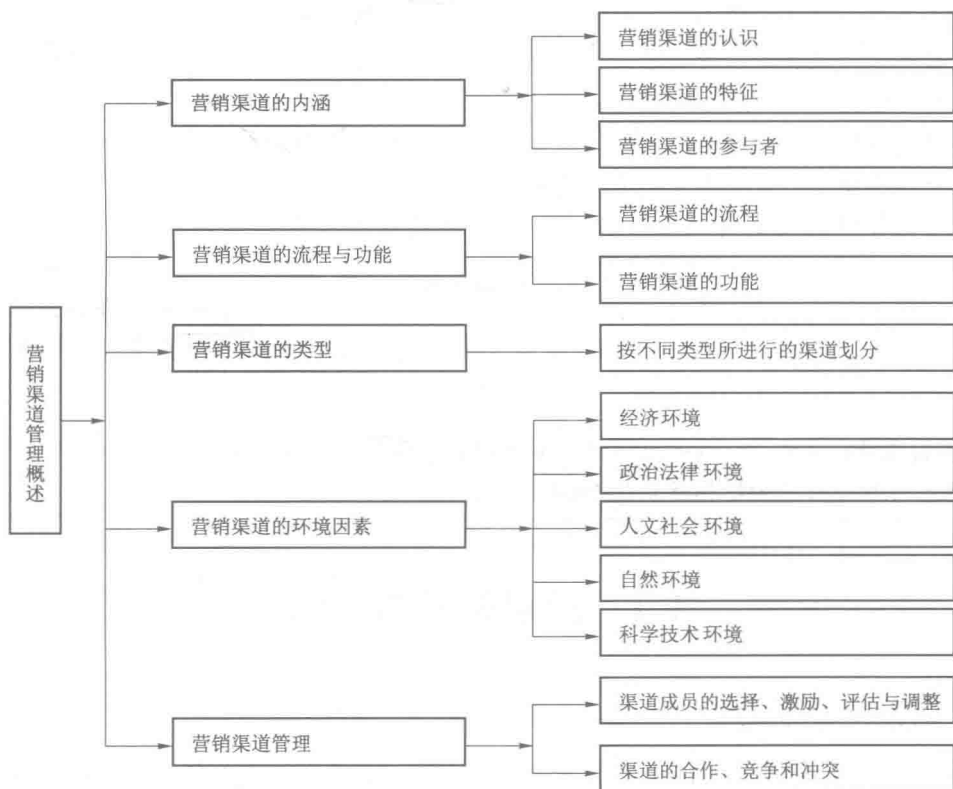 营销渠道管理概述
营销渠道的内涵
营销渠道的认识
营销渠道的特征
营销渠道的参与者
营销渠道的流程与功能
营销渠道的流程
营销渠道的功能
营销渠道的类型
按不同类型所进行的渠道划分
营销渠道的环境因素
经济环境
政治法律环境
人文社会环境
自然环境
科学技术环境
营销渠道管理
渠道成员的选择、激励、评估与调整
渠道的合作、竞争和冲突